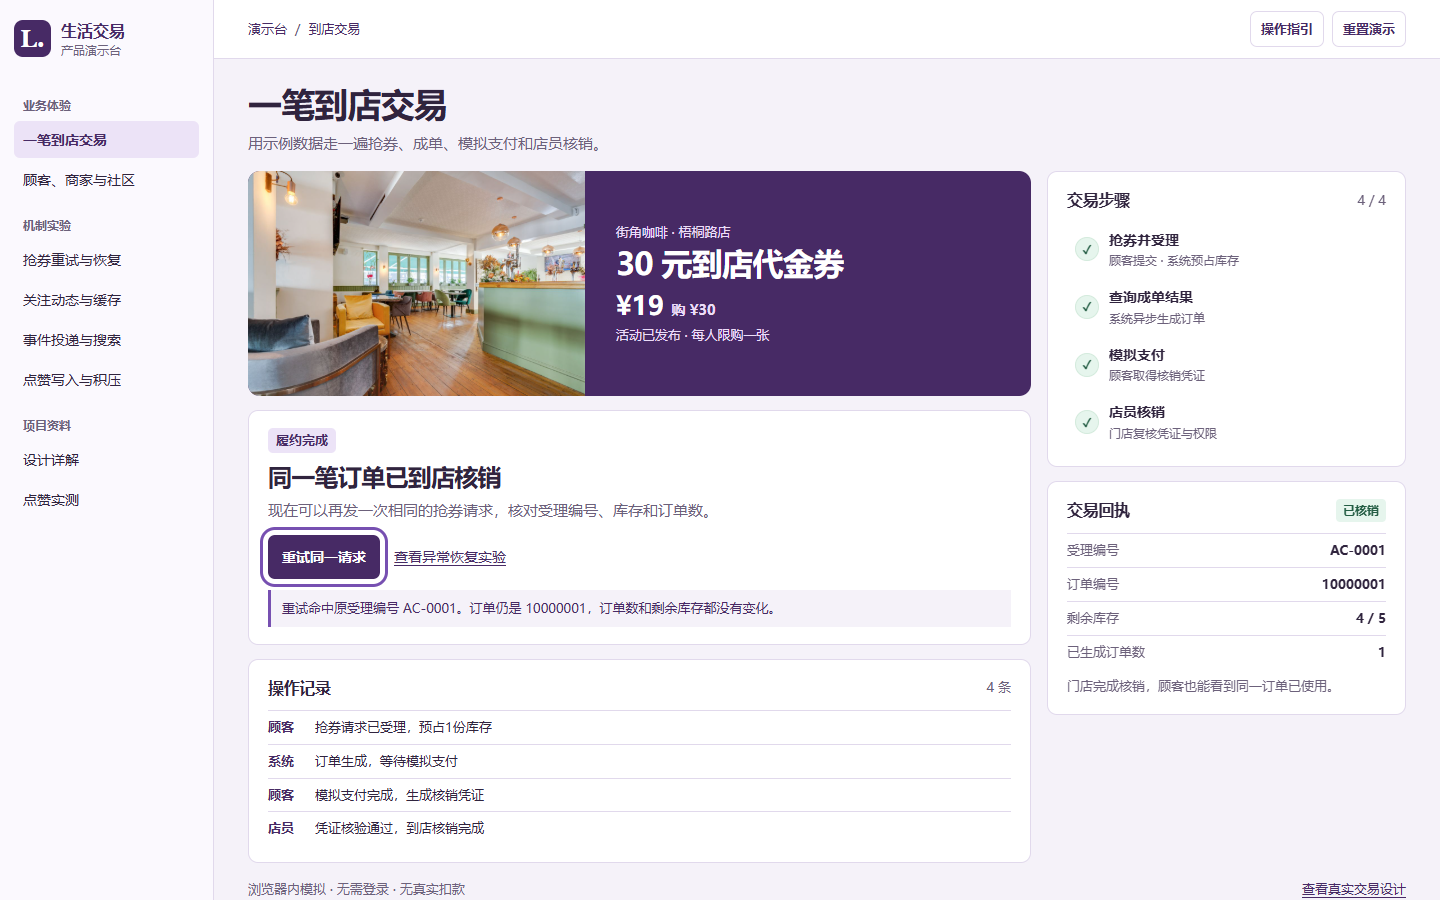 L.
生活交易
产品演示台
业务体验
一笔到店交易
顾客、商家与社区
机制实验
抢券重试与恢复
关注动态与缓存
事件投递与搜索
点赞写入与积压
项目资料
设计详解
点赞实测
演示台 / 到店交易
操作指引
重置演示
一笔到店交易
用示例数据走一遍抢券、成单、模拟支付和店员核销。
街角咖啡 · 梧桐路店
30 元到店代金券
¥19 购 ¥30
活动已发布 · 每人限购一张
履约完成
同一笔订单已到店核销
现在可以再发一次相同的抢券请求，核对受理编号、库存和订单数。
重试同一请求 查看异常恢复实验
重试命中原受理编号 AC-0001。订单仍是 10000001，订单数和剩余库存都没有变化。
操作记录 4 条
顾客 抢券请求已受理，预占1份库存
系统 订单生成，等待模拟支付
顾客 模拟支付完成，生成核销凭证
店员 凭证核验通过，到店核销完成
交易步骤 4 / 4
抢券并受理
顾客提交 · 系统预占库存
查询成单结果
系统异步生成订单
模拟支付
顾客取得核销凭证
店员核销
门店复核凭证与权限
交易回执 已核销
受理编号 AC-0001
订单编号 10000001
剩余库存 4 / 5
已生成订单数 1
门店完成核销，顾客也能看到同一订单已使用。
浏览器内模拟 · 无需登录 · 无真实扣款
查看真实交易设计